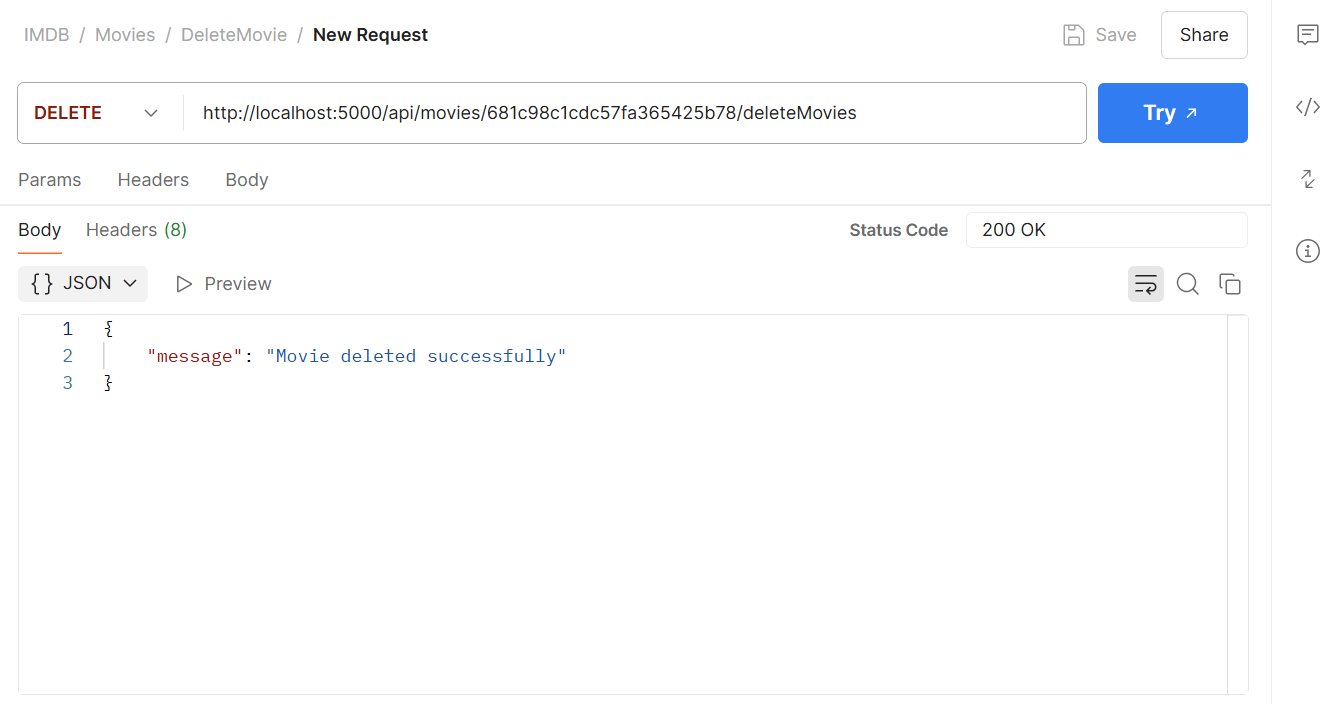 IMDB / Movies / DeleteMovie / New Request Save Share
DELETE http://localhost:5000/api/movies/681c98c1cdc57fa365425b78/deleteMovies Try ↗
Params Headers Body
Body Headers (8) Status Code 200 OK
{} JSON Preview
1 {
2 "message": "Movie deleted successfully"
3 }